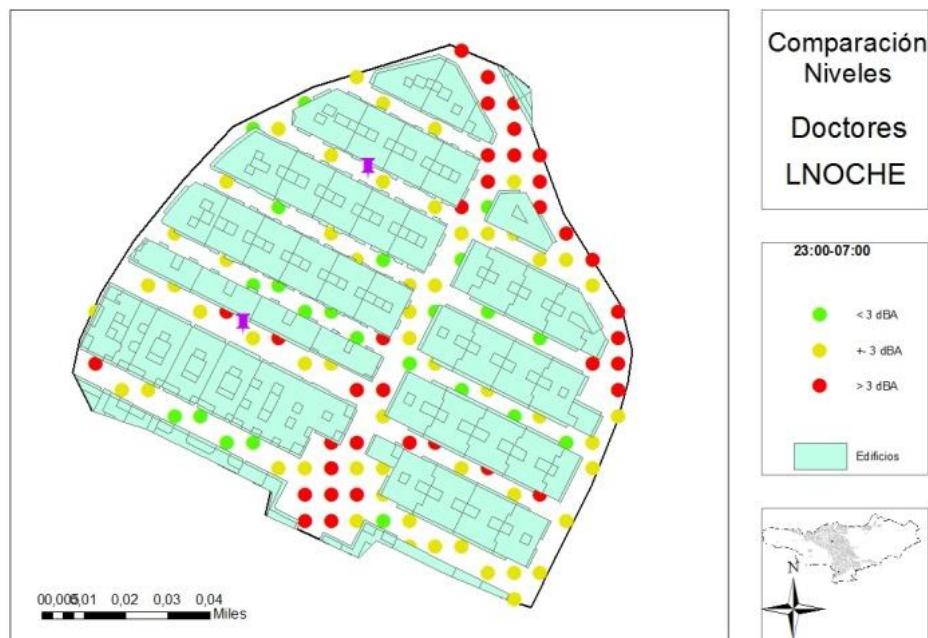 Comparación
Niveles
Doctores
LNOCHE
23:00-07:00
< 3 dBA
+- 3 dBA
> 3 dBA
Edificios
N
0,01 0,02 0,03 0,04
Miles